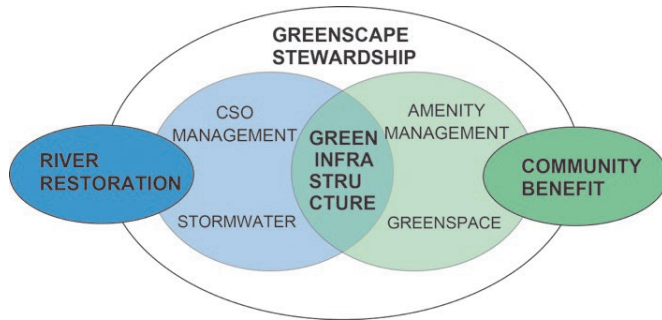 GREENSCAPE
STEWARDSHIP
CSO
MANAGEMENT
AMENITY
MANAGEMENT
GREEN
INFRA
STRU
CTURE
RIVER
RESTORATION
COMMUNITY
BENEFIT
STORMWATER
GREENSPACE